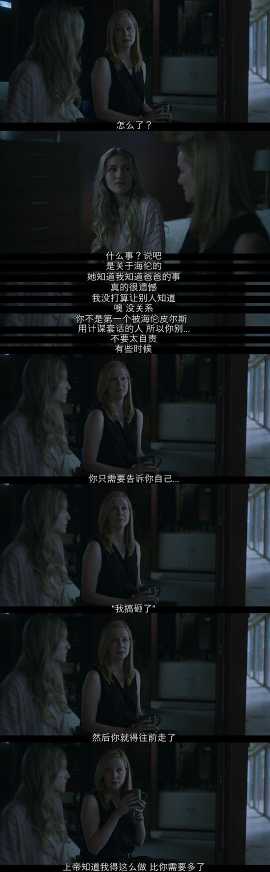 怎么了？
什么事？说吧
是关于海伦的
她知道我知道爸爸的事
真的很遗憾
我没打算让别人知道
噢 没关系
你不是第一个被海伦皮尔斯
用计谋套话的人 所以你别...
不要太自责
有些时候
你只需要告诉你自己...
"我搞砸了"
然后你就得往前走了
上帝知道我得这么做 比你需要多了